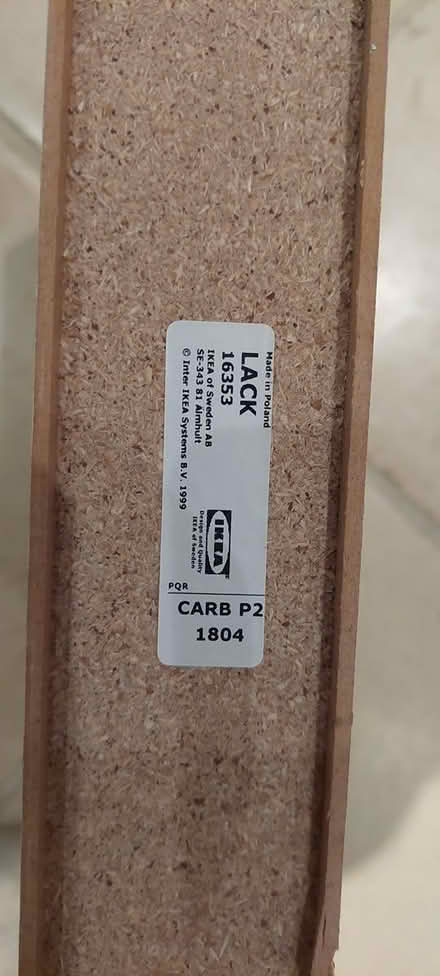 Made in Poland
LACK
16353
IKEA of Sweden AB
SE-343 81 Älmhult
© Inter IKEA Systems B.V. 1999
IKEA®
Design and Quality
IKEA of Sweden
PQR
CARB P2
1804